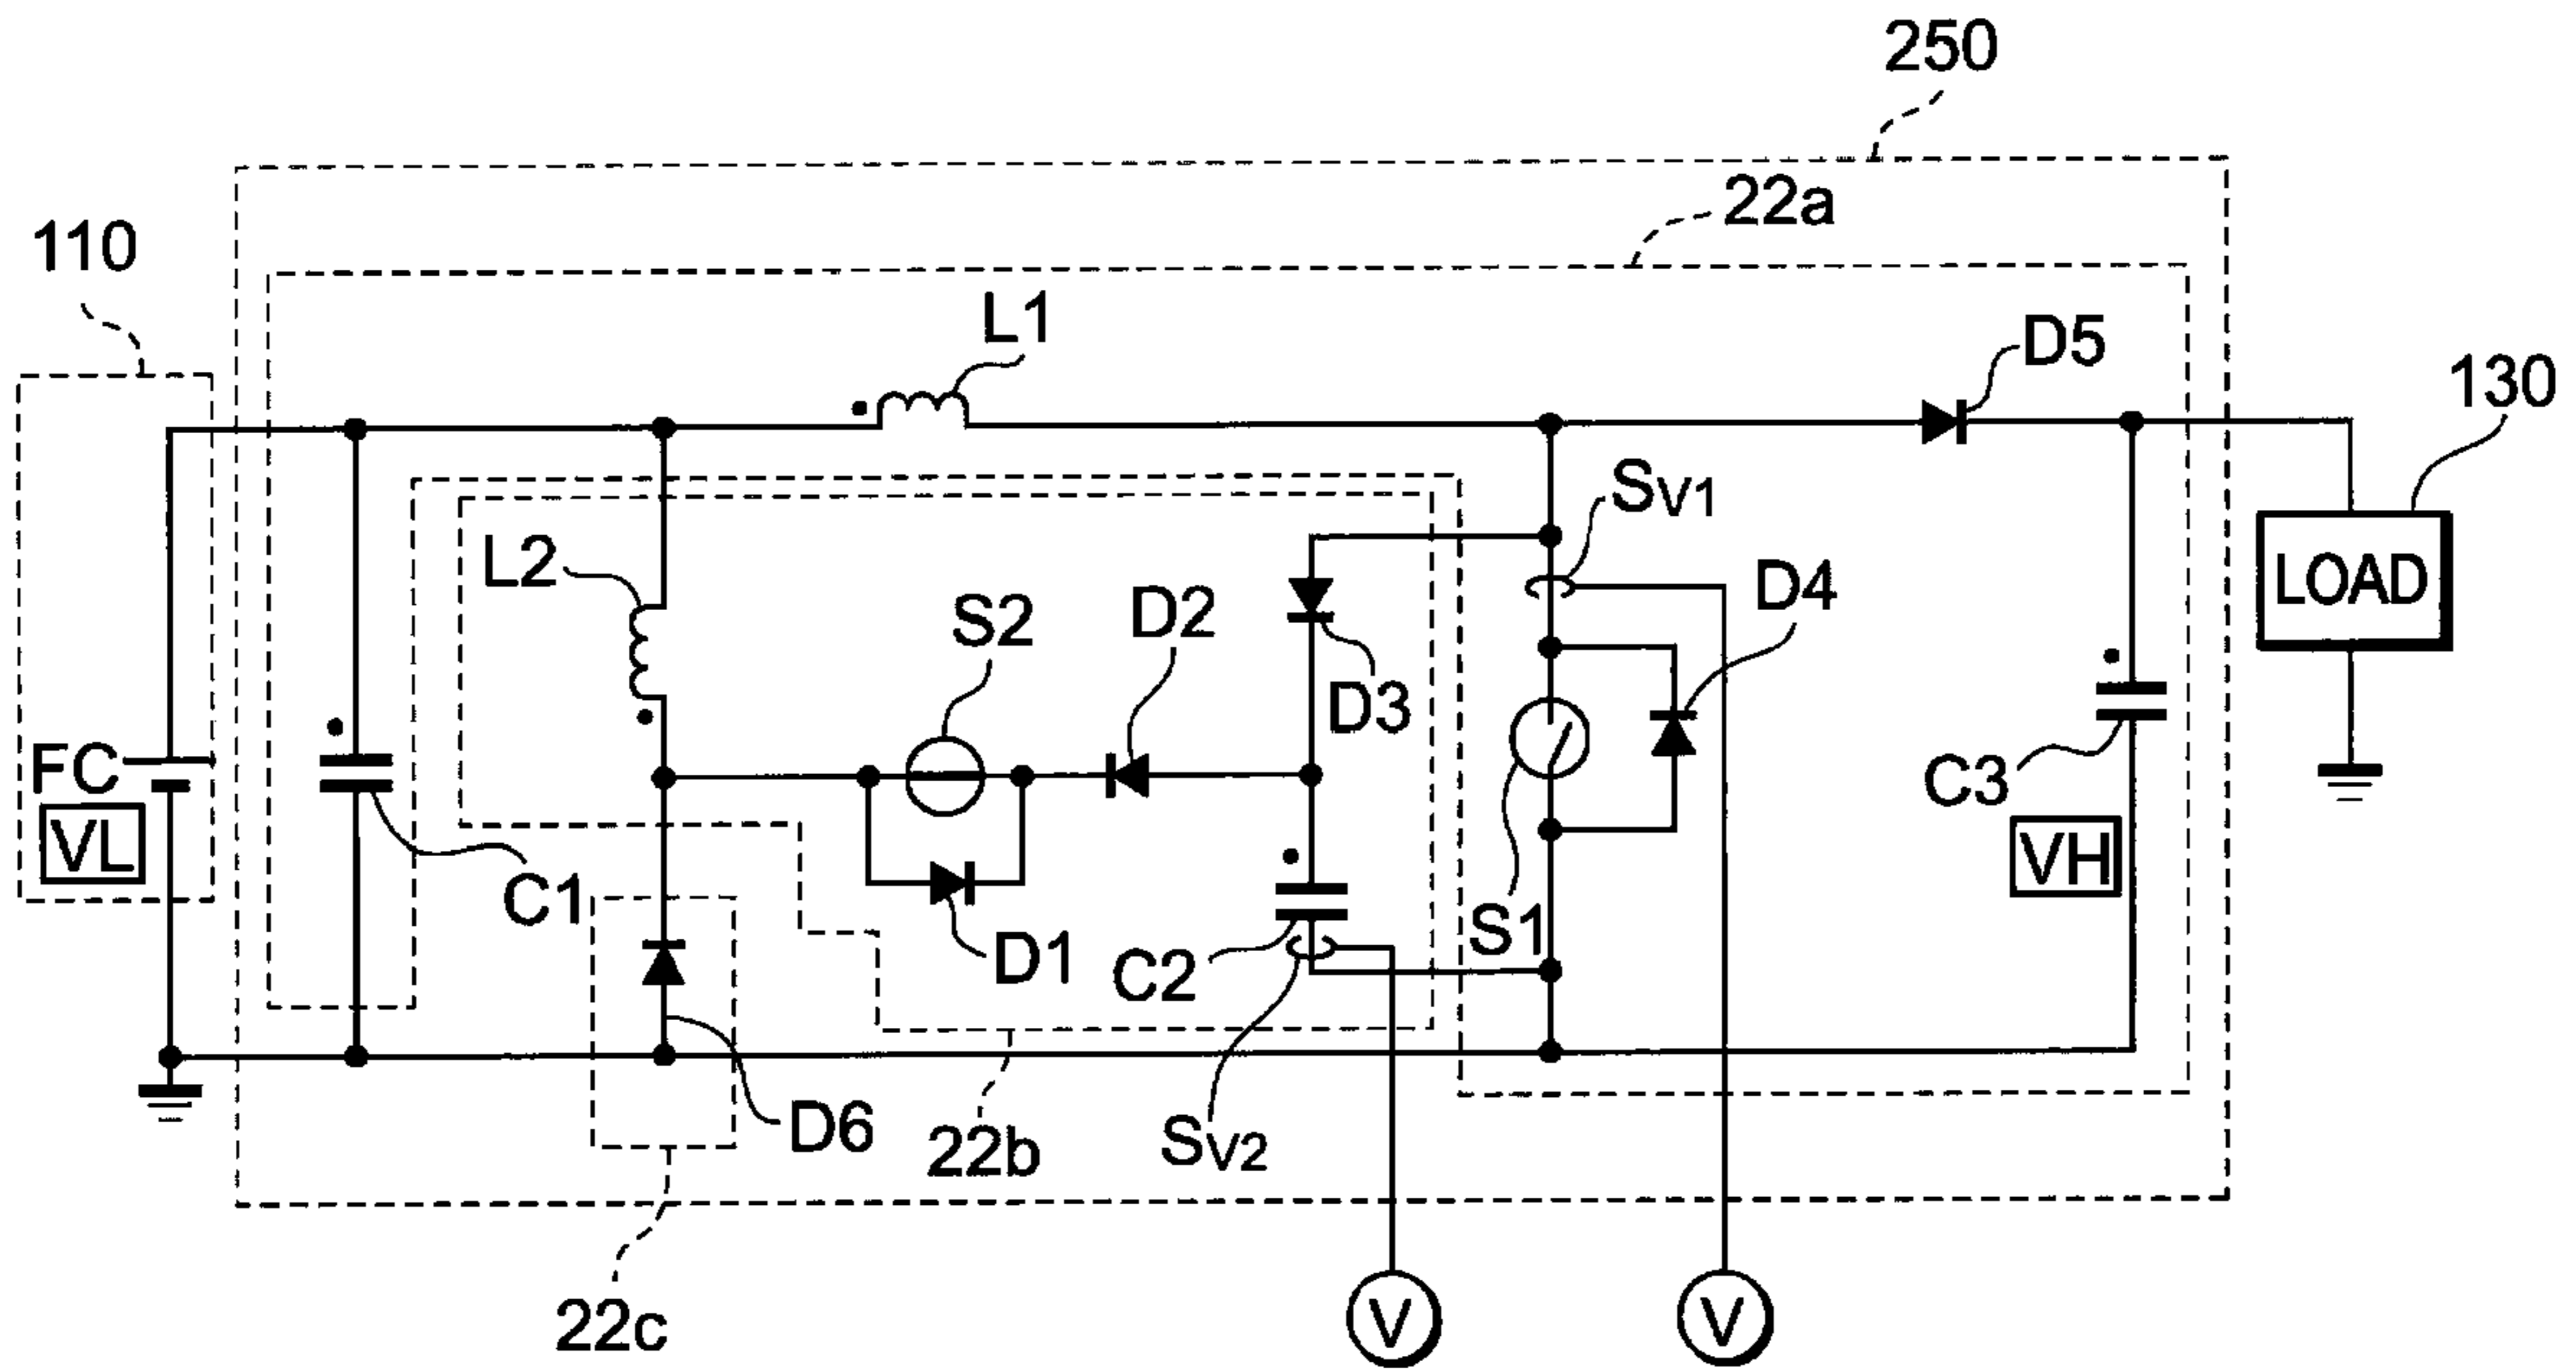 250
22a
110
L1
D5
130
SV1
L2
S2
D2
D4
LOAD
D3
FC
C3
VL
VH
C1
S1
D1
C2
D6
22b
SV2
22c
V
V